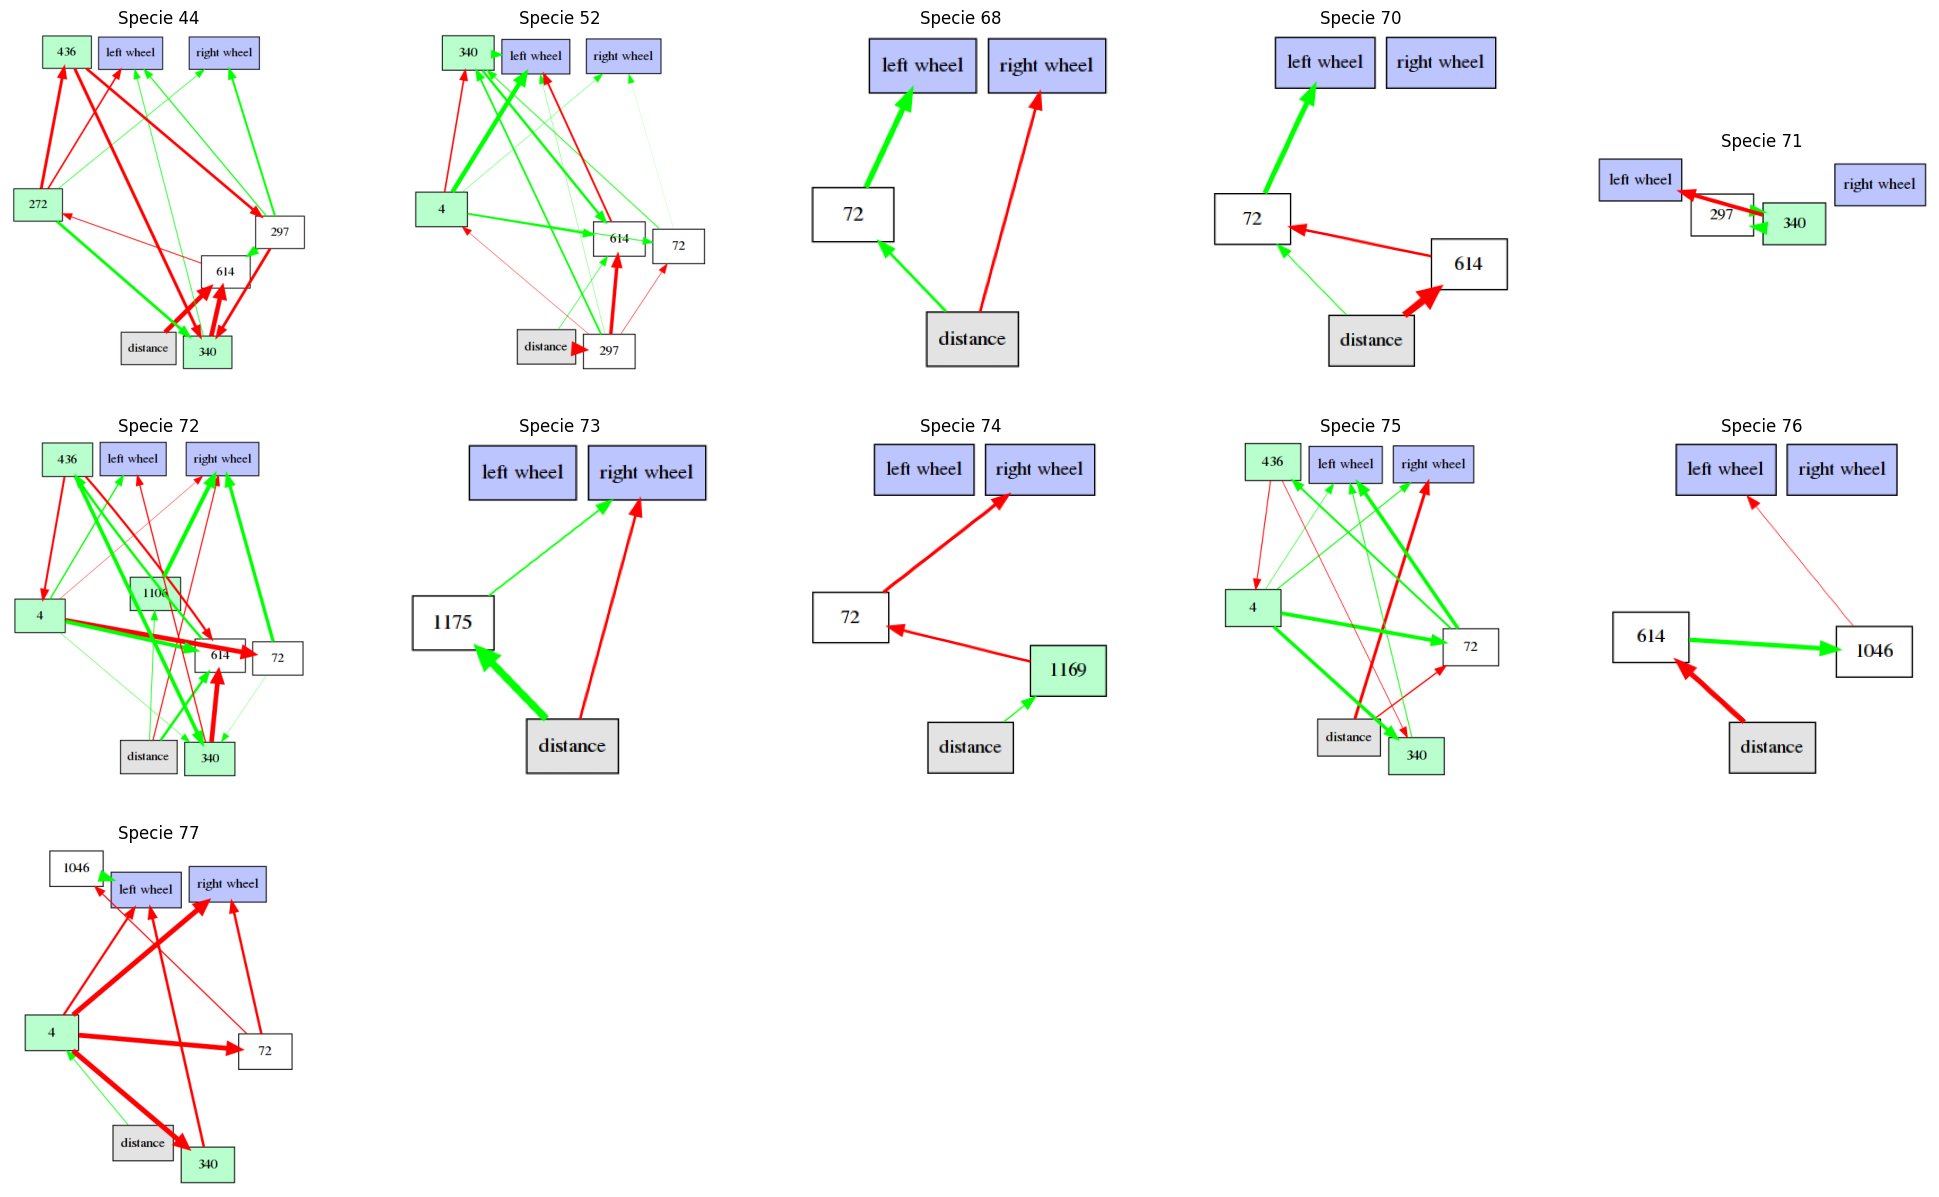 Specie 44
436
left wheel
right wheel
272
297
614
distance
340
Specie 52
340
left wheel
right wheel
4
614
72
distance
297
Specie 68
left wheel
right wheel
72
distance
Specie 70
left wheel
right wheel
72
614
distance
Specie 71
left wheel
right wheel
297
340
Specie 72
436
left wheel
right wheel
1106
4
614
72
distance
340
Specie 73
left wheel
right wheel
1175
distance
Specie 74
left wheel
right wheel
72
1169
distance
Specie 75
436
left wheel
right wheel
4
72
distance
340
Specie 76
left wheel
right wheel
614
1046
distance
Specie 77
1046
left wheel
right wheel
4
72
distance
340